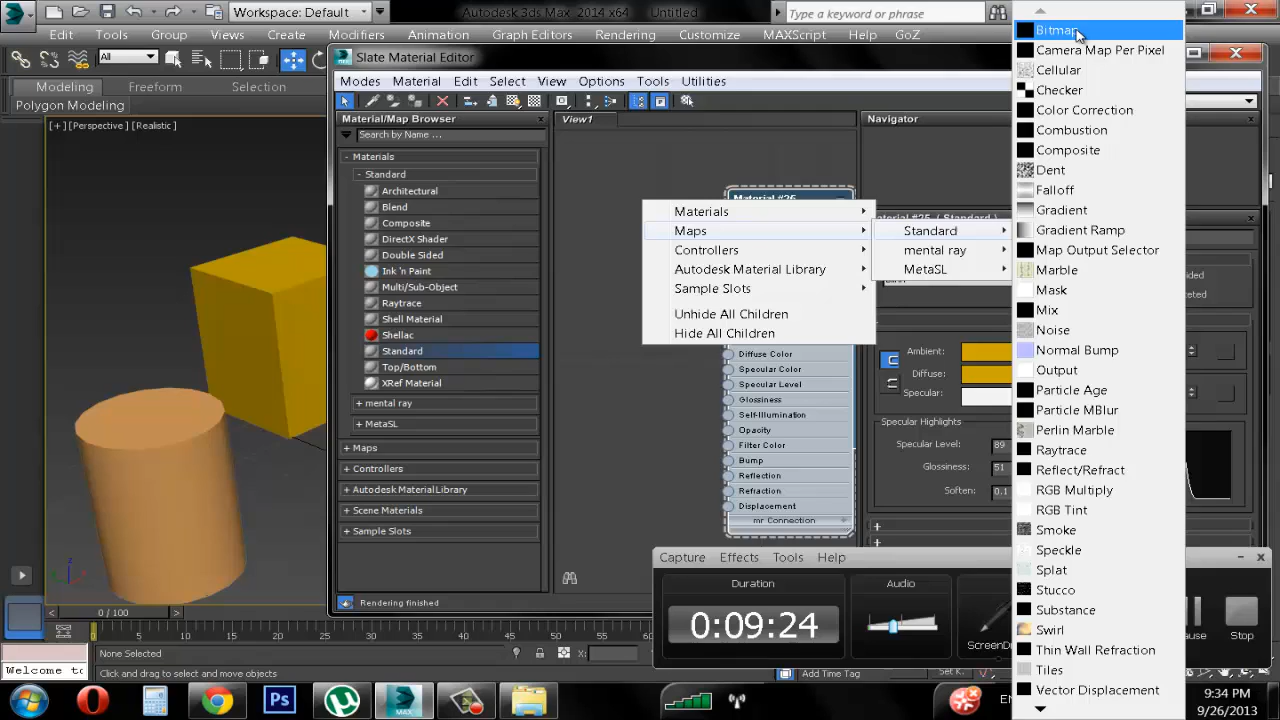 Workspace: Default
Autodesk 3ds Max 2014 x64
Untitled
Type a keyword or phrase
Edit
Tools
Group
Views
Create
Modifiers
Animation
Graph Editors
Rendering
Customize
MAXScript
Help
All
Modeling
Freeform
Selection
Polygon Modeling
[+] [Perspective] [Realistic]
Slate Material Editor
Modes
Material
Edit
Select
View
Options
Tools
Utilities
Material/Map Browser
Search by Name ...
- Materials
- Standard
Architectural
Blend
Composite
DirectX Shader
Double Sided
Ink 'n Paint
Multi/Sub-Object
Raytrace
Shell Material
Shellac
Standard
Top/Bottom
XRef Material
+ mental ray
+ MetaSL
+ Maps
+ Controllers
+ Autodesk Material Library
+ Scene Materials
+ Sample Slots
Rendering finished
View1
Navigator
Material #26
Materials
Maps
Controllers
Autodesk Material Library
Sample Slots
Unhide All Children
Hide All Children
Standard
mental ray
MetaSL
Diffuse Color
Specular Color
Specular Level
Glossiness
Self-Illumination
Opacity
Filter Color
Bump
Reflection
Refraction
Displacement
mr Connection
Ambient:
Diffuse:
Specular:
Specular Highlights
Specular Level:
89
Glossiness:
51
Soften:
0.1
Bitmap
Camera Map Per Pixel
Cellular
Checker
Color Correction
Combustion
Composite
Dent
Falloff
Gradient
Gradient Ramp
Map Output Selector
Marble
Mask
Mix
Noise
Normal Bump
Output
Particle Age
Particle MBlur
Perlin Marble
Raytrace
Reflect/Refract
RGB Multiply
RGB Tint
Smoke
Speckle
Splat
Stucco
Substance
Swirl
Thin Wall Refraction
Tiles
Vector Displacement
Capture
Effects
Tools
Help
Duration
0:09:24
Audio
Stop
0 / 100
0
5
10
15
20
25
30
35
40
45
None Selected
X:
Click and drag to select and move objects
Welcome to
Add Time Tag
Set K.
9:34 PM
9/26/2013